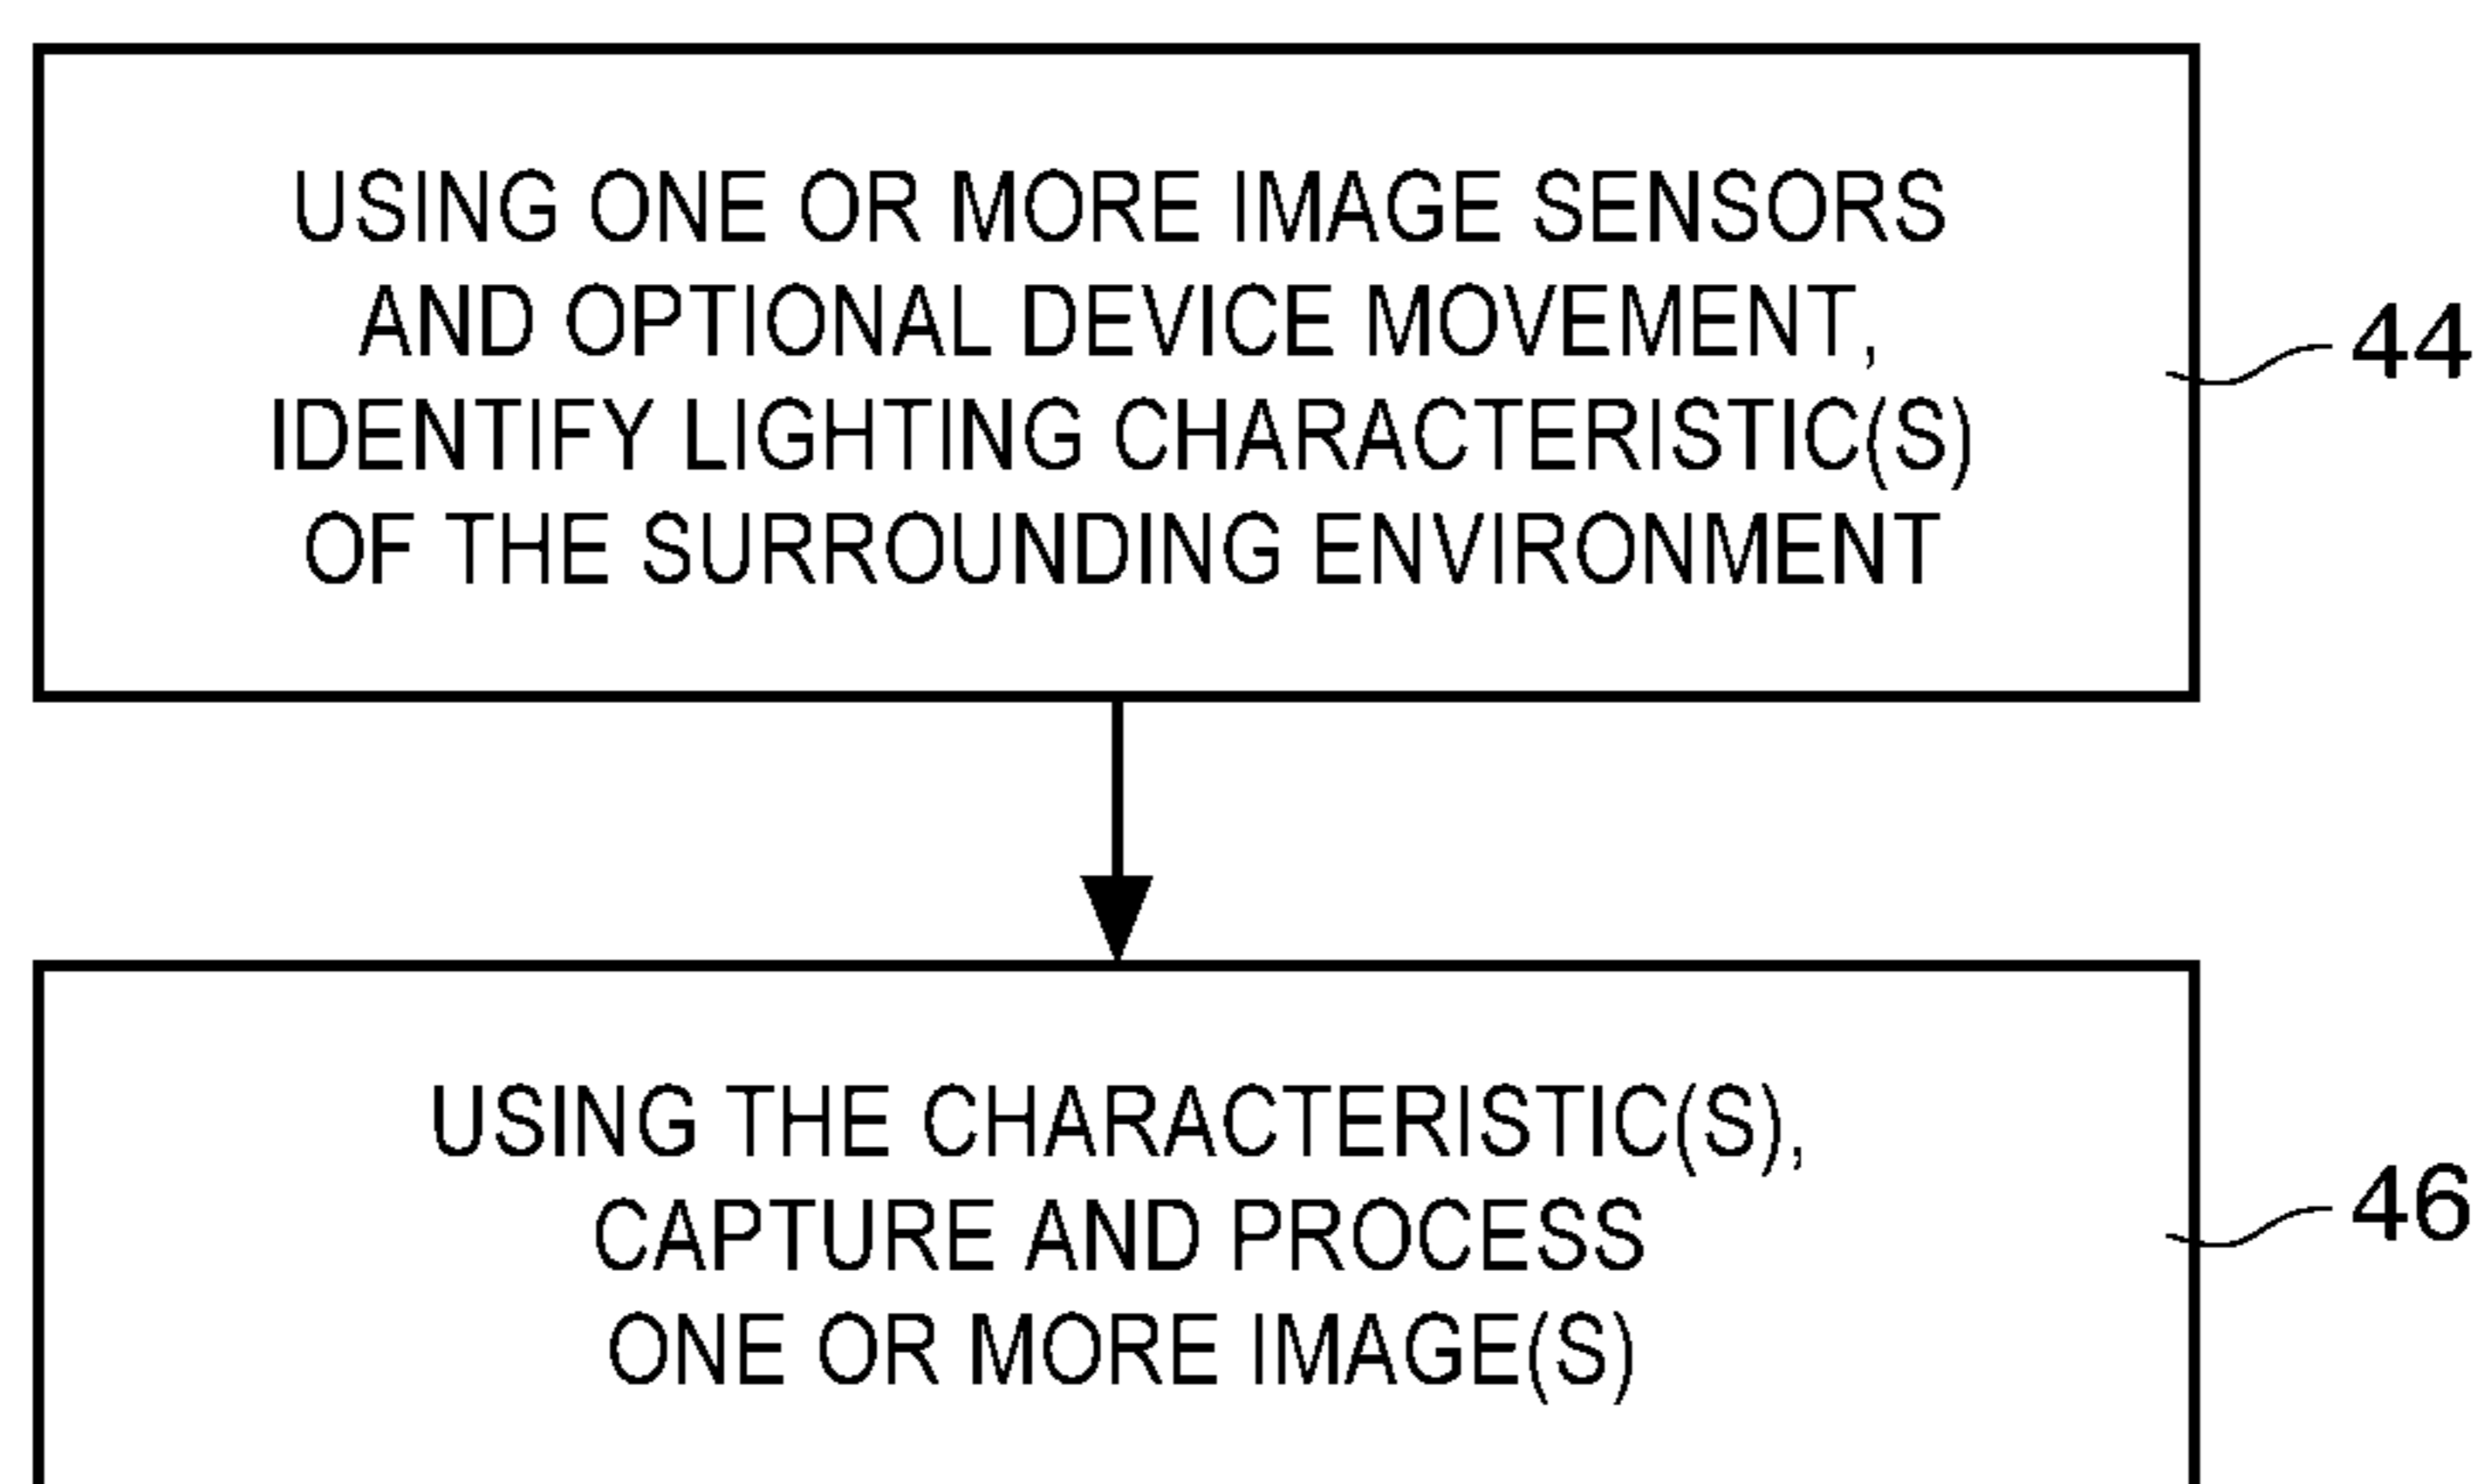 USING ONE OR MORE IMAGE SENSORS
AND OPTIONAL DEVICE MOVEMENT,
IDENTIFY LIGHTING CHARACTERISTIC(S)
OF THE SURROUNDING ENVIRONMENT
44
USING THE CHARACTERISTIC(S),
CAPTURE AND PROCESS
ONE OR MORE IMAGE(S)
46